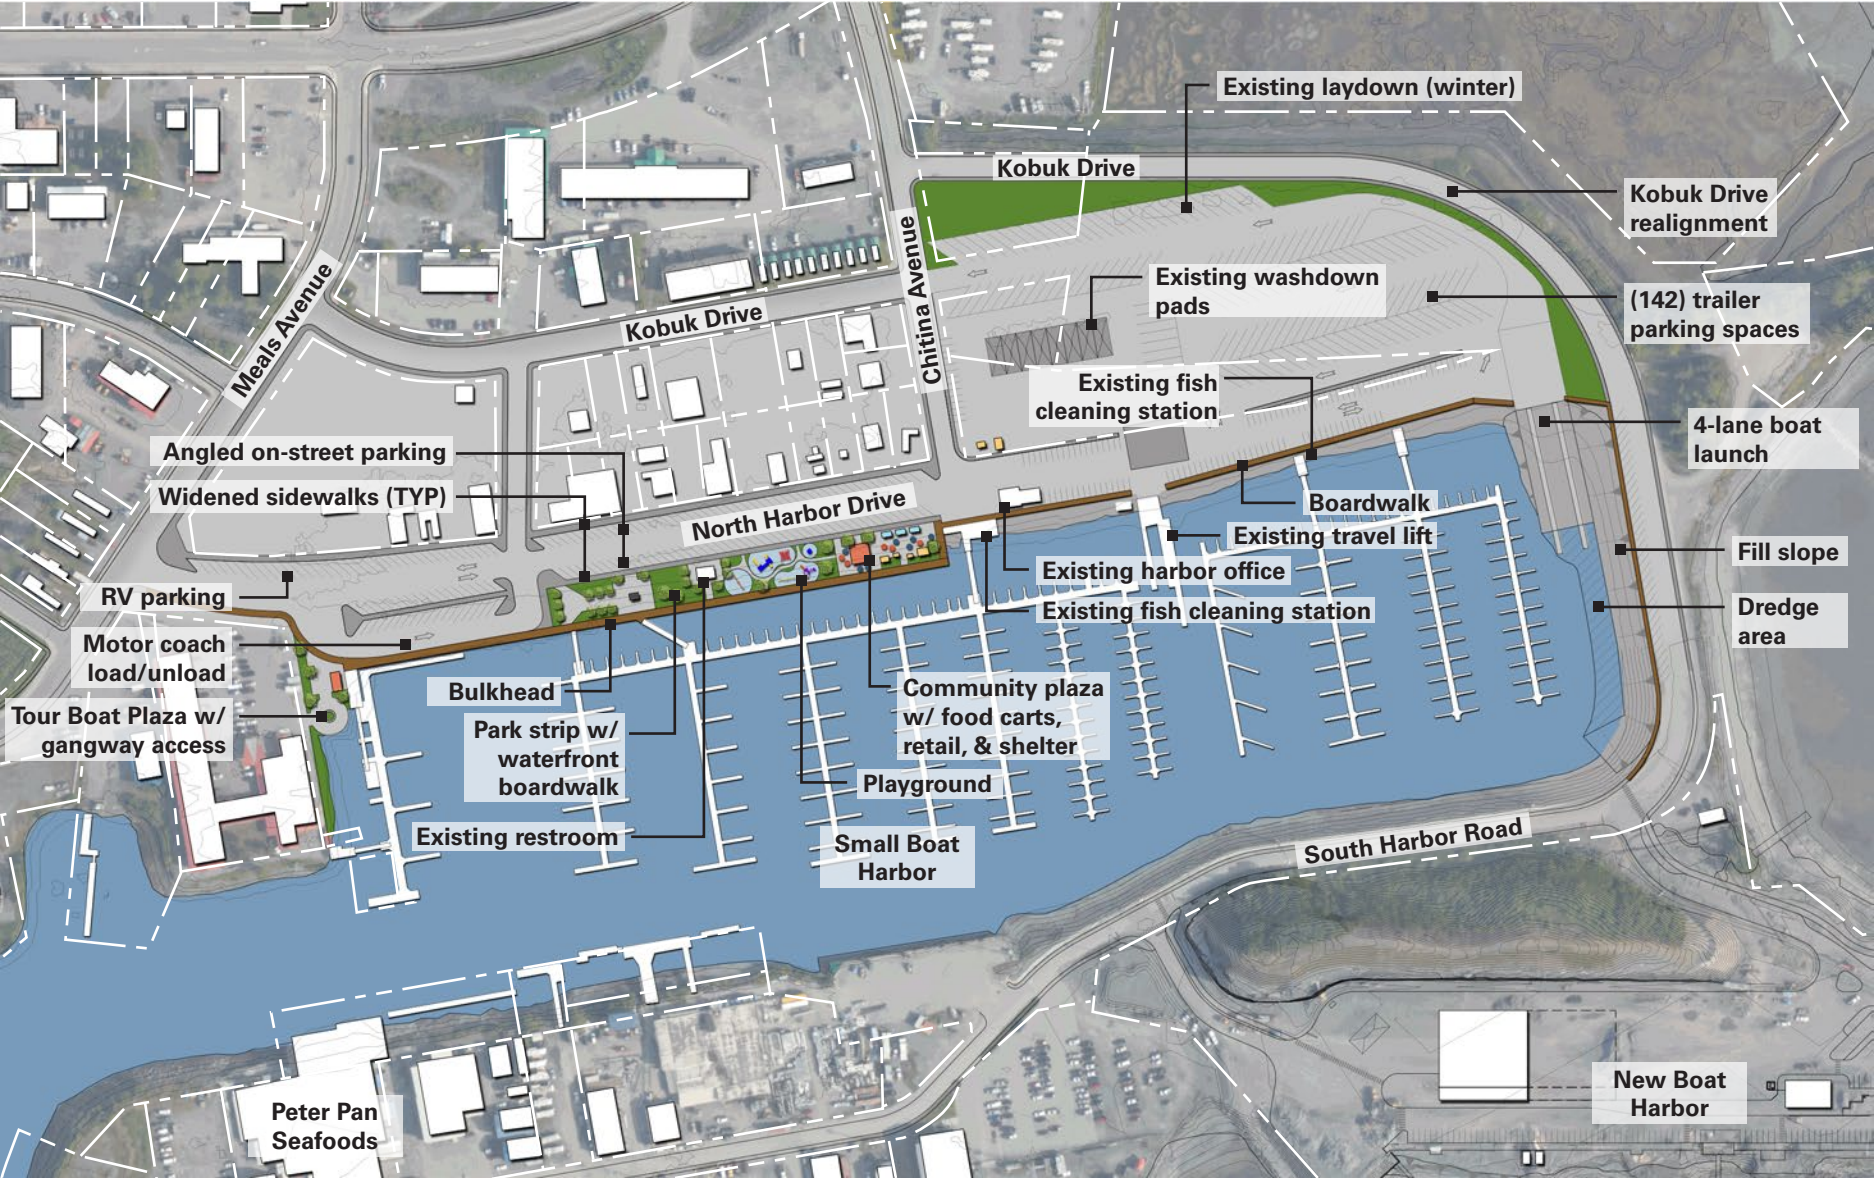 Existing laydown (winter)
Kobuk Drive
Kobuk Drive
realignment
Chitina Avenue
Existing washdown
pads
(142) trailer
parking spaces
Meals Avenue
Kobuk Drive
Existing fish
cleaning station
4-lane boat
launch
Angled on-street parking
Widened sidewalks (TYP)
North Harbor Drive
Boardwalk
Existing travel lift
Fill slope
Existing harbor office
RV parking
Existing fish cleaning station
Dredge
area
Motor coach
load/unload
Bulkhead
Community plaza
w/ food carts,
retail, & shelter
Tour Boat Plaza w/
gangway access
Park strip w/
waterfront
boardwalk
Playground
Existing restroom
Small Boat
Harbor
South Harbor Road
Peter Pan
Seafoods
New Boat
Harbor